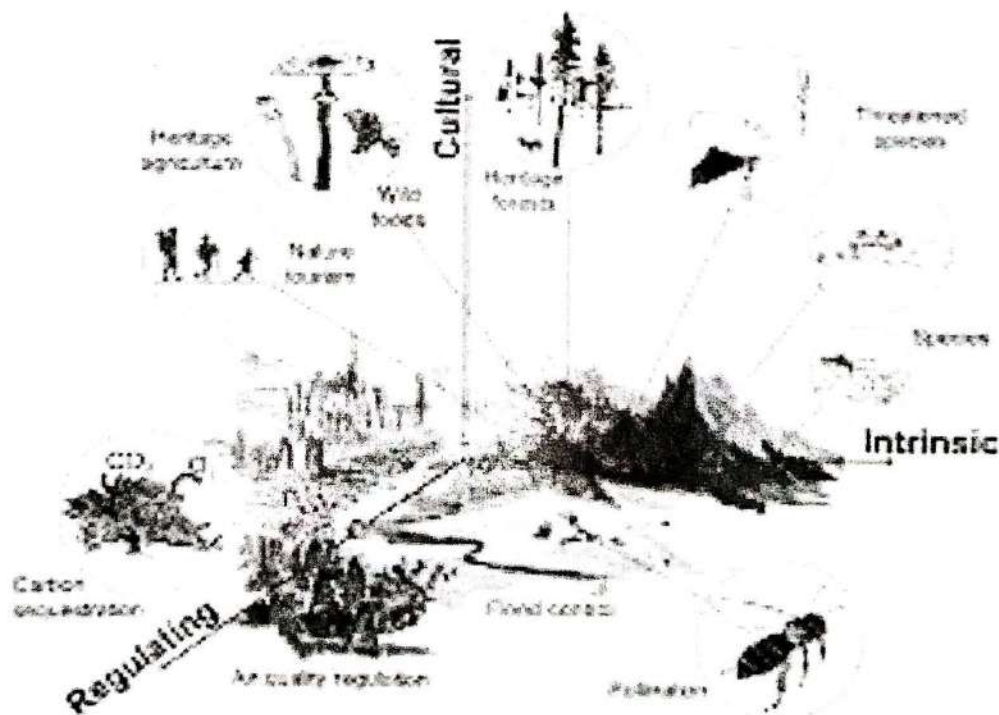 Cultural
Heritage
agriculture
Wild
foods
Heritage
forests
Threatened
species
Nature
tourism
Species
Intrinsic
CO₂
Carbon
sequestration
Regulating
Air quality regulation
Flood control
Pollination